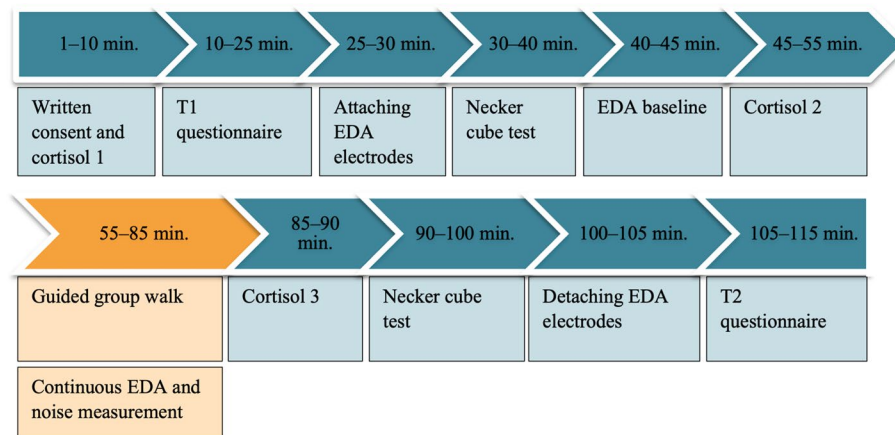 1–10 min.
10–25 min.
25–30 min.
30–40 min.
40–45 min.
45–55 min.
Written
consent and
cortisol 1
T1
questionnaire
Attaching
EDA
electrodes
Necker
cube test
EDA baseline
Cortisol 2
55–85 min.
85–90
min.
90–100 min.
100–105 min.
105–115 min.
Guided group walk
Cortisol 3
Necker cube
test
Detaching EDA
electrodes
T2
questionnaire
Continuous EDA and
noise measurement